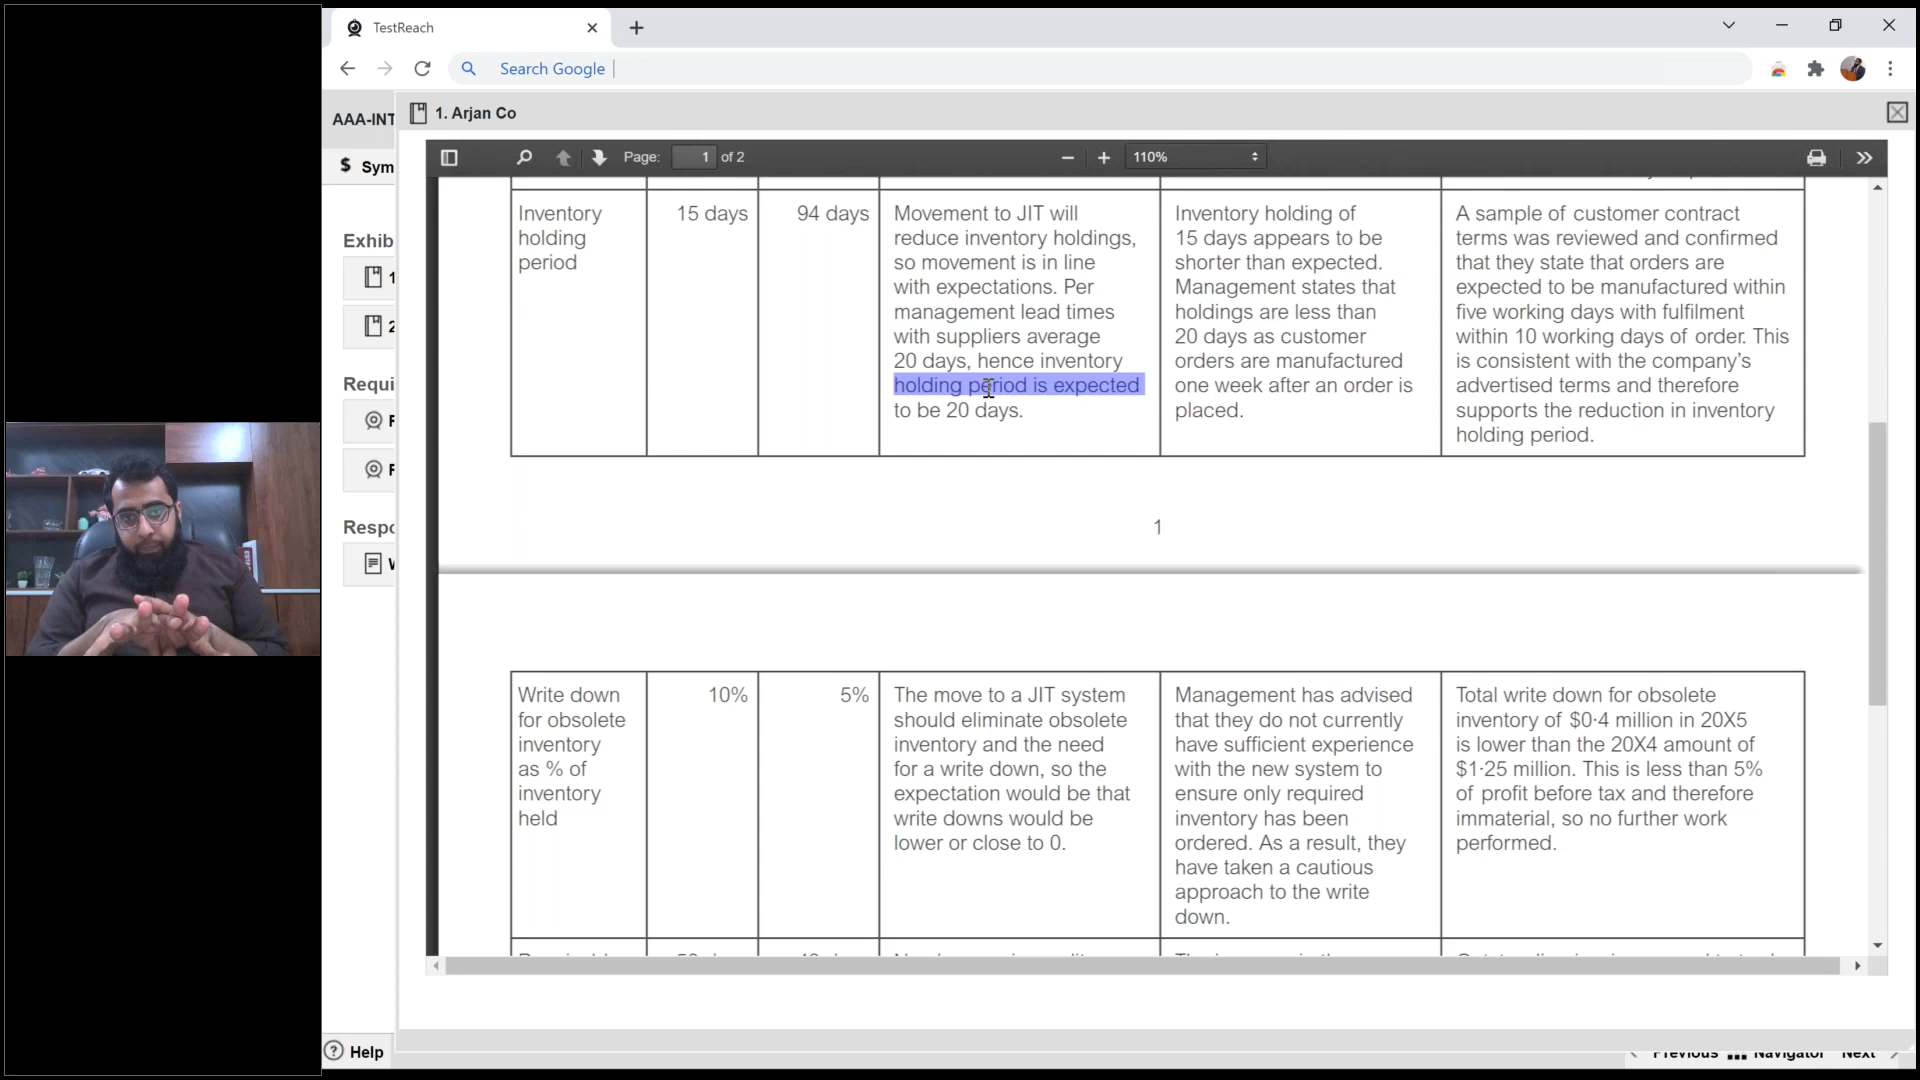 TestReach
Search Google
AAA-INT
1. Arjan Co
$ Sym
Page: 1 of 2
110%
Exhib
1
2
Requi
F
F
Respo
W
Inventory
holding
period
15 days
94 days
Movement to JIT will
reduce inventory holdings,
so movement is in line
with expectations. Per
management lead times
with suppliers average
20 days, hence inventory
holding period is expected
to be 20 days.
Inventory holding of
15 days appears to be
shorter than expected.
Management states that
holdings are less than
20 days as customer
orders are manufactured
one week after an order is
placed.
A sample of customer contract
terms was reviewed and confirmed
that they state that orders are
expected to be manufactured within
five working days with fulfilment
within 10 working days of order. This
is consistent with the company's
advertised terms and therefore
supports the reduction in inventory
holding period.
1
Write down
for obsolete
inventory
as % of
inventory
held
10%
5%
The move to a JIT system
should eliminate obsolete
inventory and the need
for a write down, so the
expectation would be that
write downs would be
lower or close to 0.
Management has advised
that they do not currently
have sufficient experience
with the new system to
ensure only required
inventory has been
ordered. As a result, they
have taken a cautious
approach to the write
down.
Total write down for obsolete
inventory of $0·4 million in 20X5
is lower than the 20X4 amount of
$1·25 million. This is less than 5%
of profit before tax and therefore
immaterial, so no further work
performed.
Help
Previous
Navigator
Next